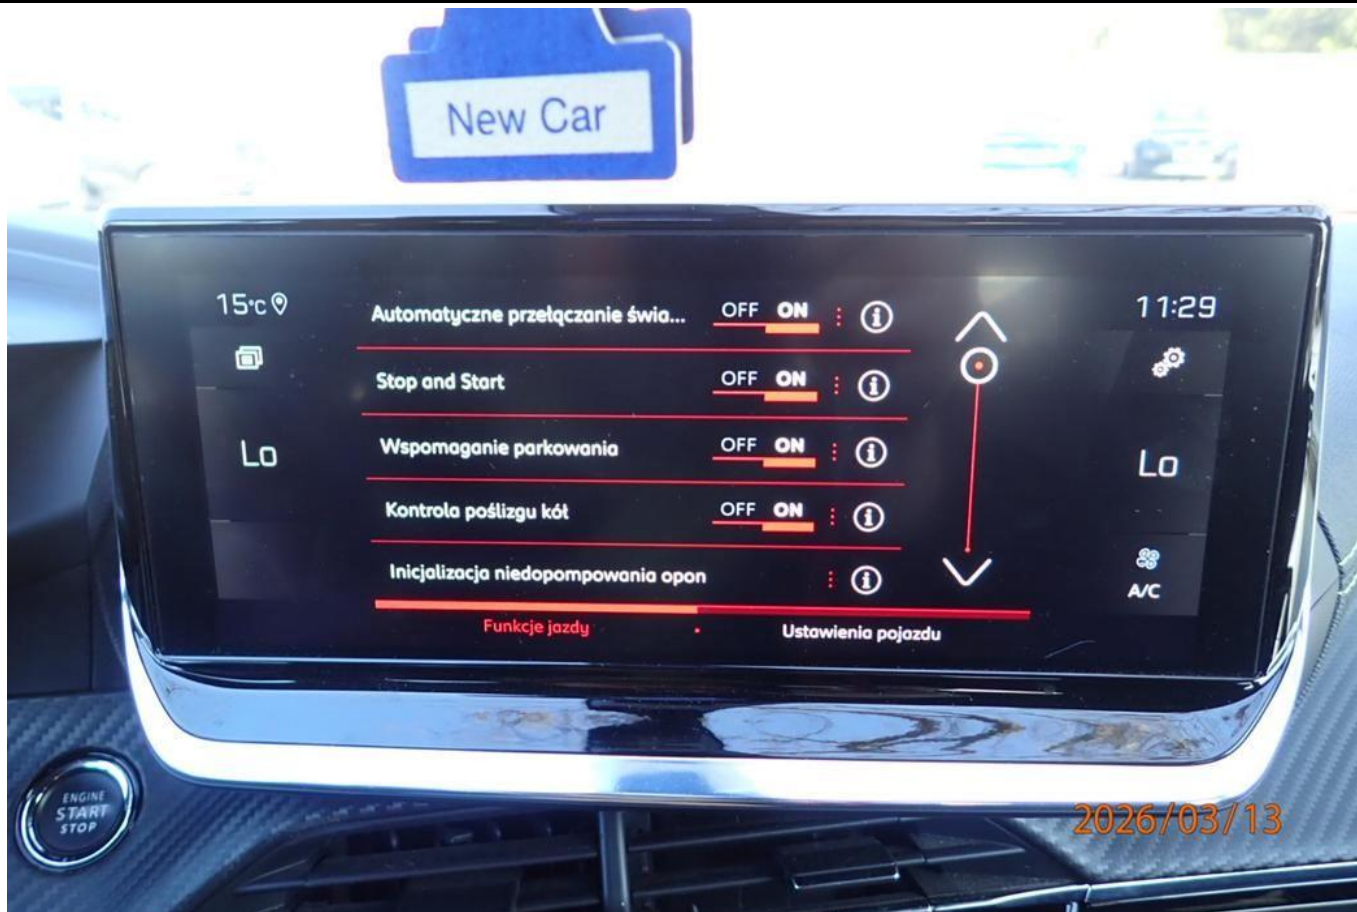 New Car
15°C
11:29
Automatyczne przełączanie świa... OFF ON
Stop and Start OFF ON
Lo
Wspomaganie parkowania OFF ON
Lo
Kontrola poślizgu kół OFF ON
Inicjalizacja niedopompowania opon
A/C
Funkcje jazdy
Ustawienia pojazdu
ENGINE
START
STOP
2026/03/13